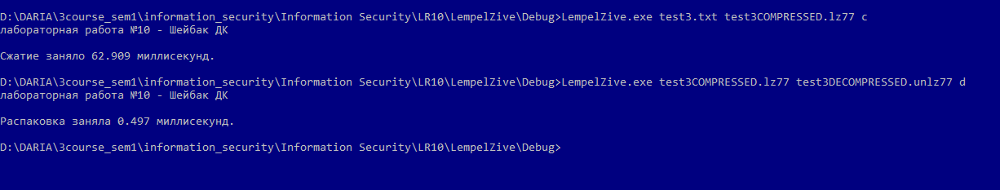 D:\DARIA\3course_sem1\information_security\Information Security\LR10\LempelZive\Debug>LempelZive.exe test3.txt test3COMPRESSED.lz77 c
лабораторная работа №10 - Шейбак ДК
Сжатие заняло 62.909 миллисекунд.
D:\DARIA\3course_sem1\information_security\Information Security\LR10\LempelZive\Debug>LempelZive.exe test3COMPRESSED.lz77 test3DECOMPRESSED.unlz77 d
лабораторная работа №10 - Шейбак ДК
Распаковка заняла 0.497 миллисекунд.
D:\DARIA\3course_sem1\information_security\Information Security\LR10\LempelZive\Debug>